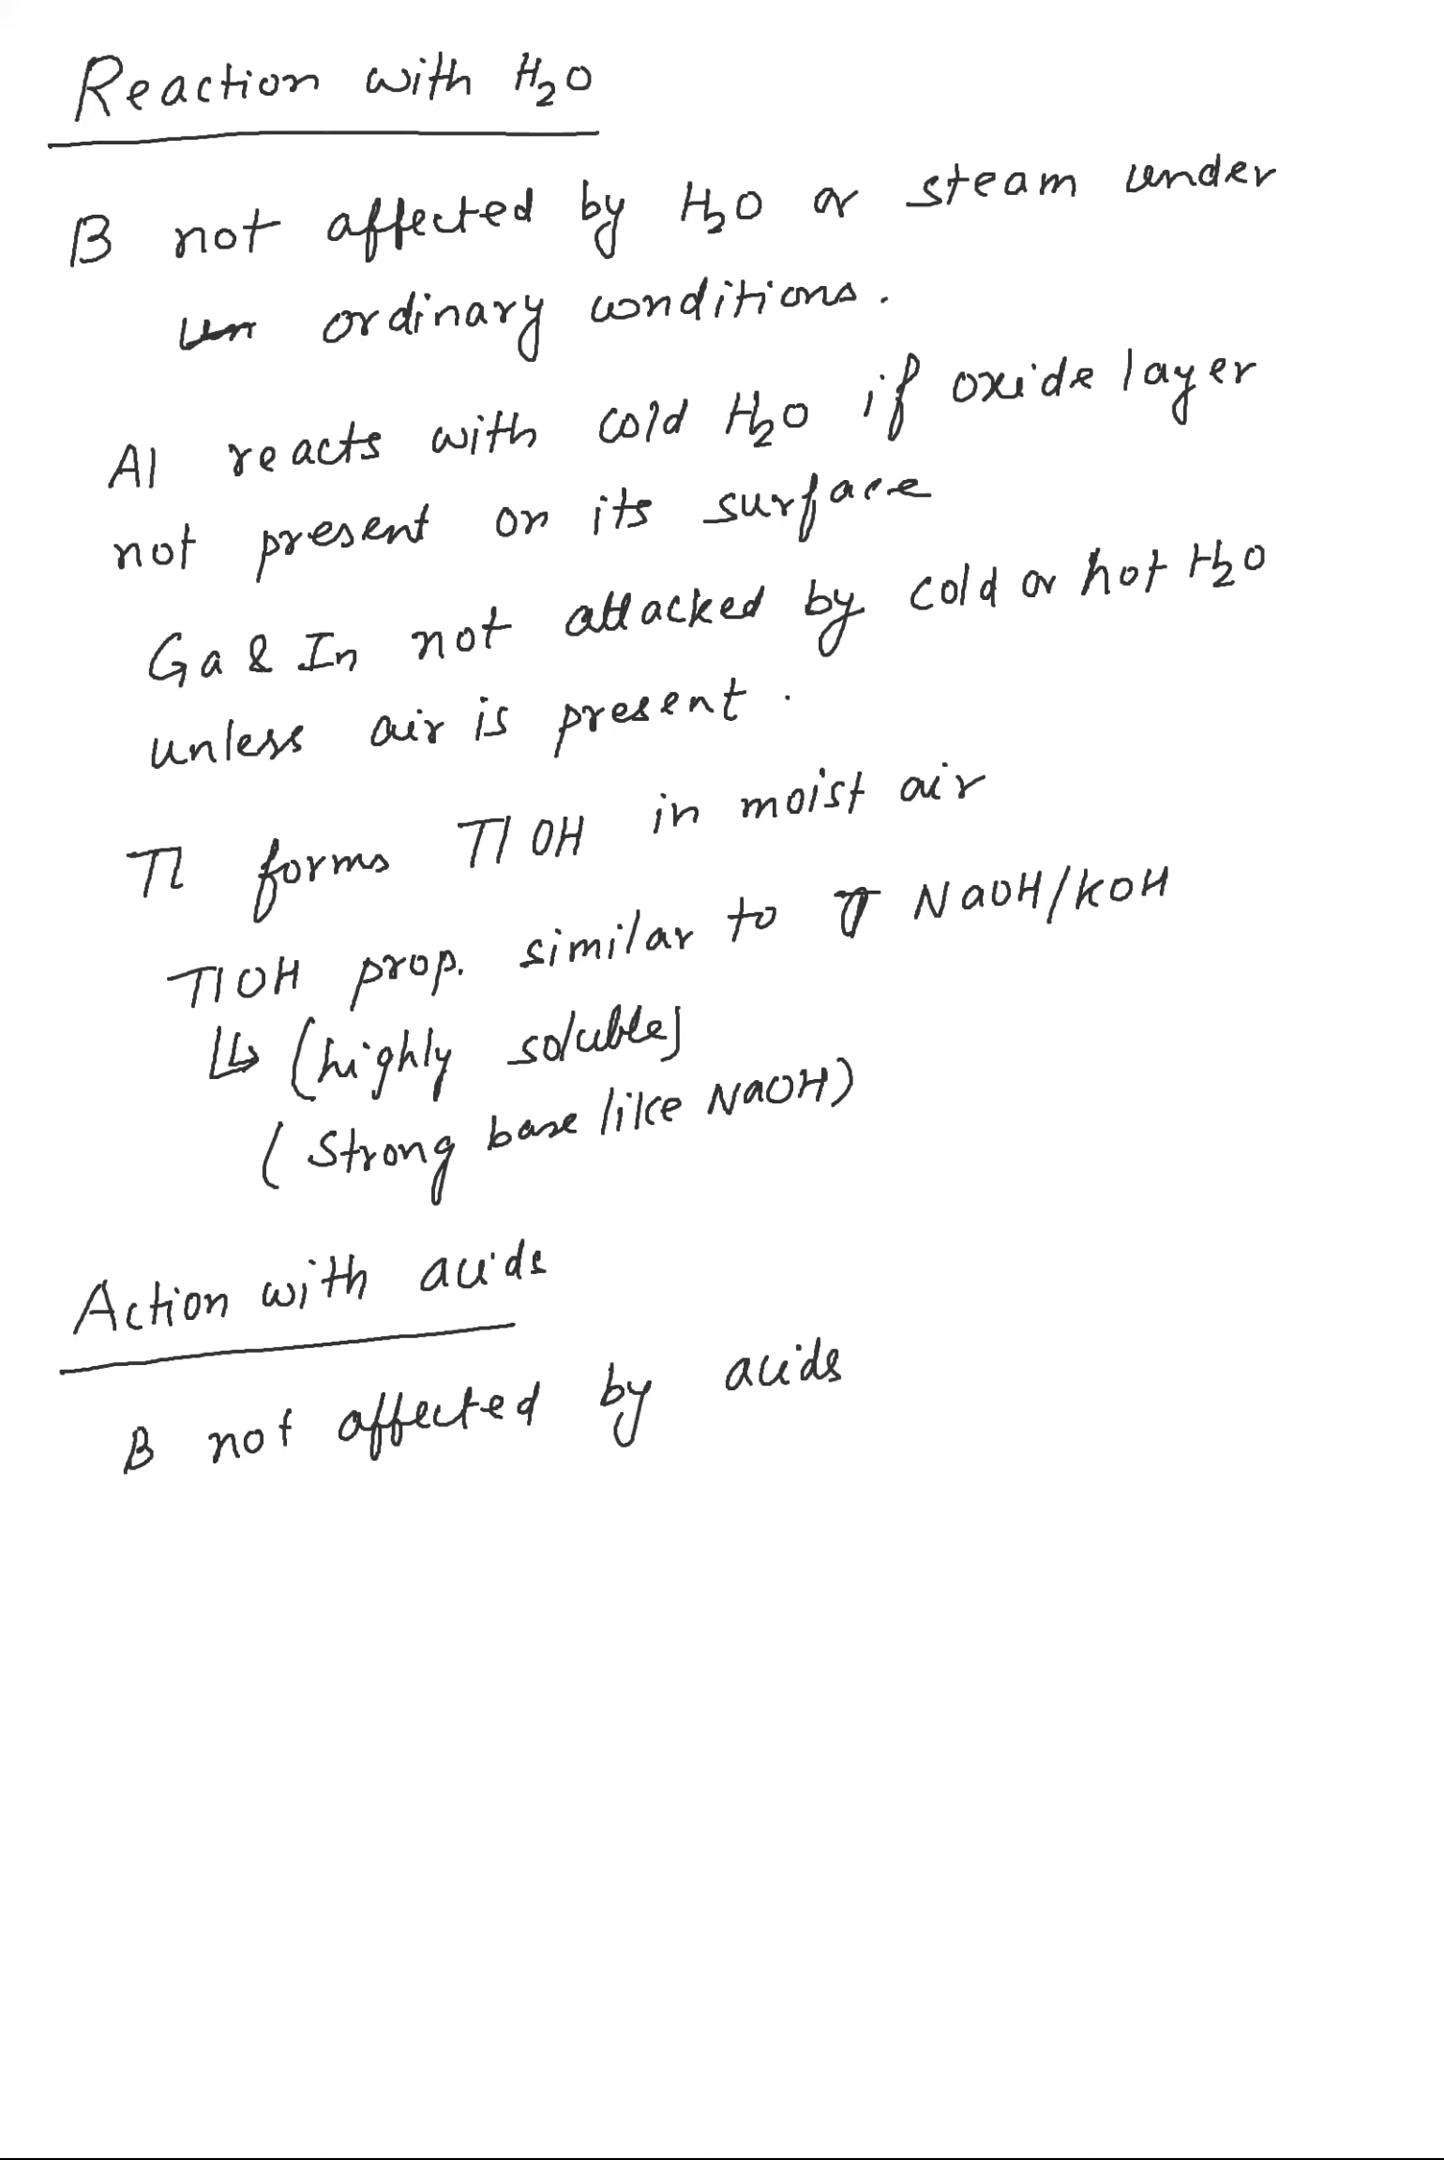 Reaction with H₂O
B not affected by H₂O or steam under
un ordinary conditions.
Al reacts with cold H₂O if oxide layer
not present on its surface
Ga & In not attacked by cold or hot H₂O
unless air is present.
Tl forms TlOH in moist air
TlOH prop. similar to NaOH/KOH
↳ (highly soluble)
(Strong base like NaOH)
Action with acids
B not affected by acids